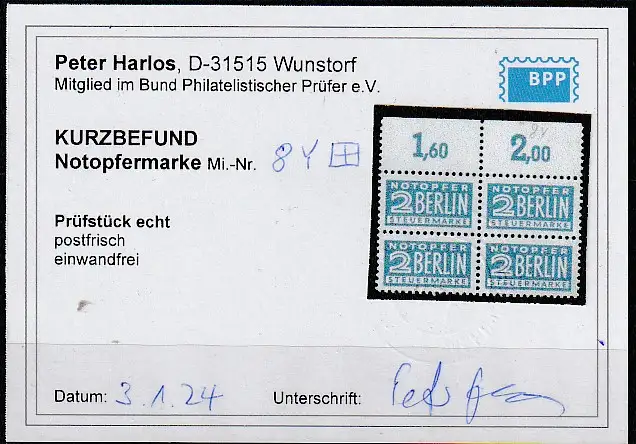 Peter Harlos, D-31515 Wunstorf
Mitglied im Bund Philatelistischer Prüfer e.V.
BPP
KURZBEFUND
Notopfermarke Mi.-Nr. 8Y
1,60 2,00
NOTOPFER NOTOPFER
2 BERLIN 2 BERLIN
STEUERMARKE STEUERMARKE
NOTOPFER NOTOPFER
2 BERLIN 2 BERLIN
STEUERMARKE STEUERMARKE
Prüfstück echt
postfrisch
einwandfrei
Datum: 3.1.24 Unterschrift: